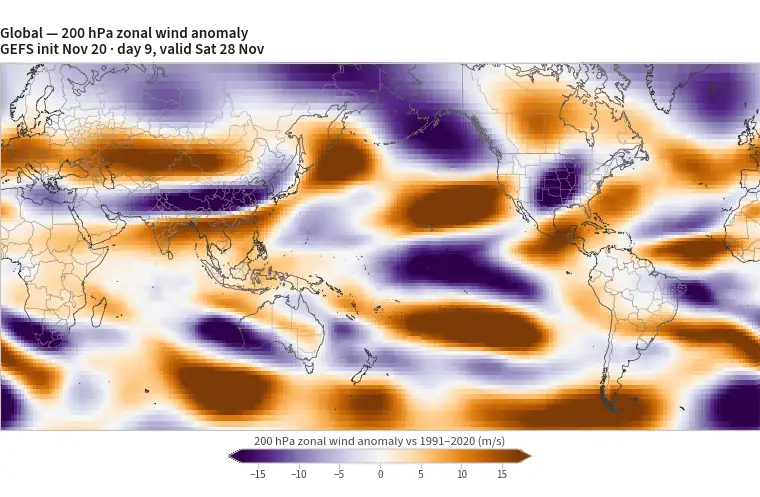 Global — 200 hPa zonal wind anomaly
GEFS init Nov 20 · day 9, valid Sat 28 Nov
200 hPa zonal wind anomaly vs 1991–2020 (m/s)
−15 −10 −5 0 5 10 15